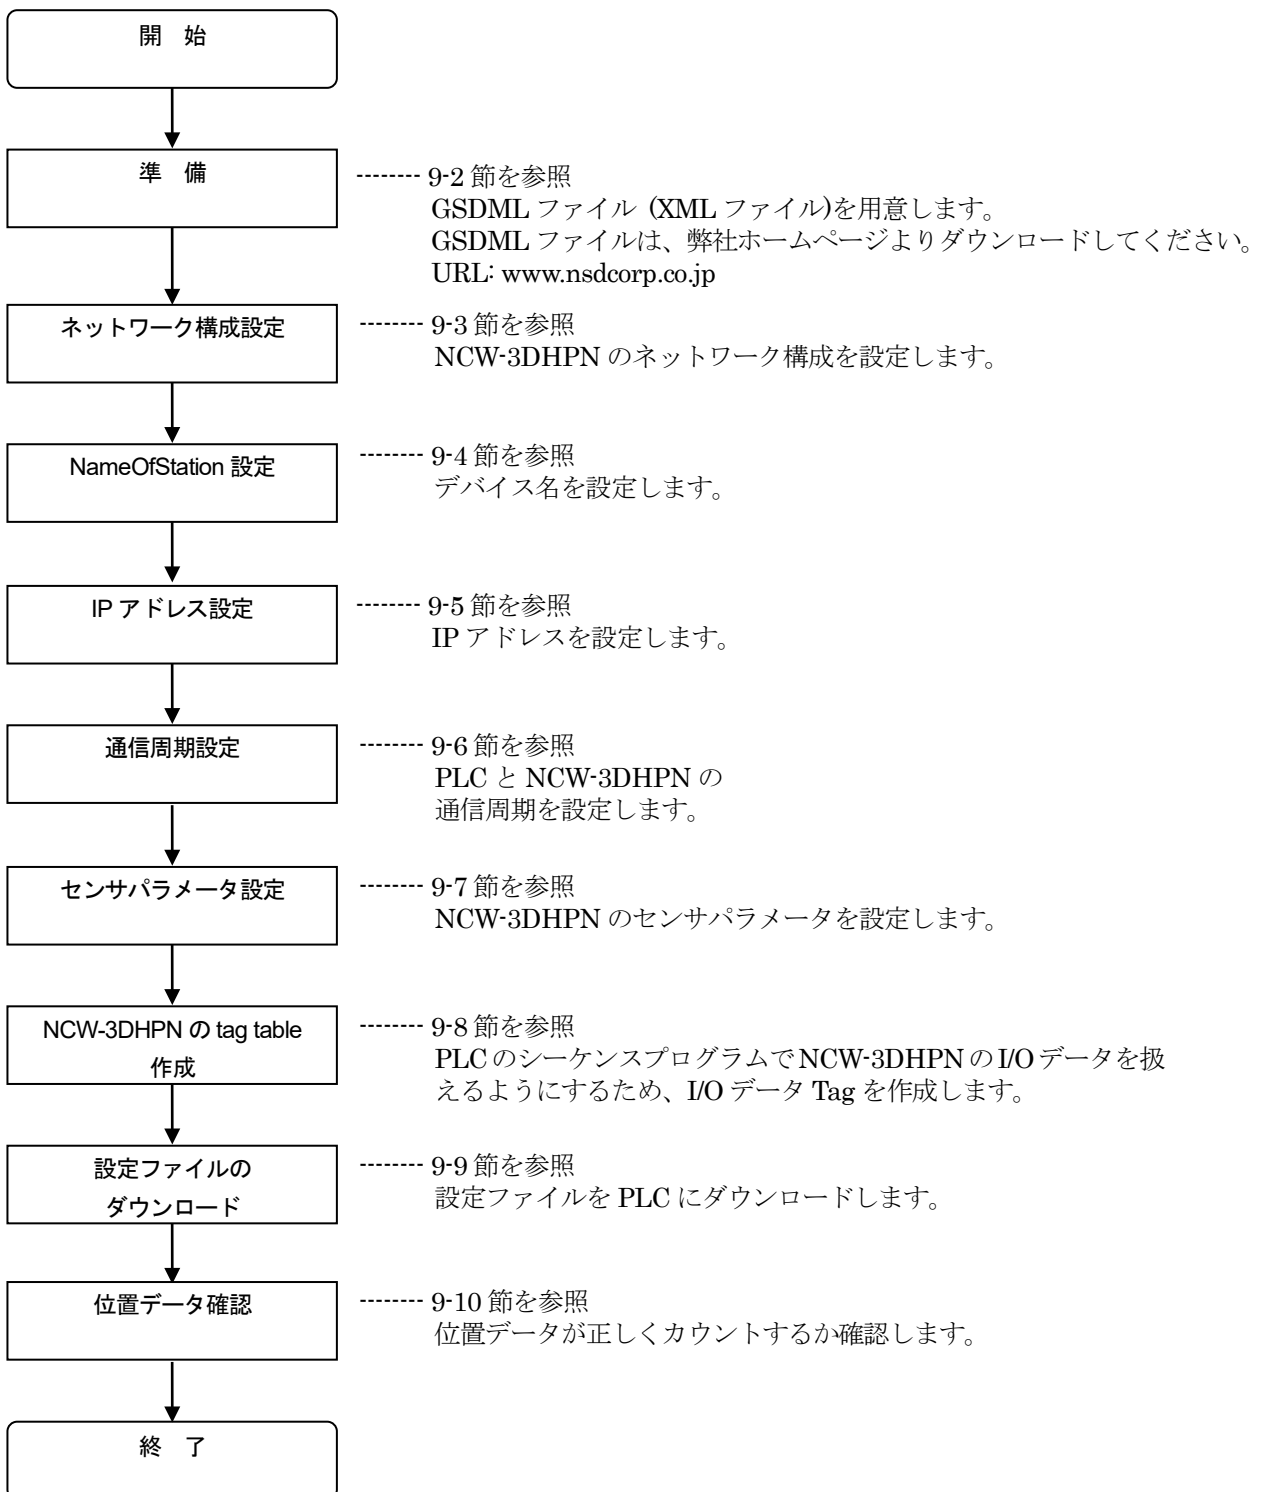 開　始
準　備
-------- 9-2 節を参照
GSDML ファイル (XML ファイル)を用意します。
GSDML ファイルは、弊社ホームページよりダウンロードしてください。
URL: www.nsdcorp.co.jp
ネットワーク構成設定
-------- 9-3 節を参照
NCW-3DHPN のネットワーク構成を設定します。
NameOfStation 設定
-------- 9-4 節を参照
デバイス名を設定します。
IP アドレス設定
-------- 9-5 節を参照
IP アドレスを設定します。
通信周期設定
-------- 9-6 節を参照
PLC と NCW-3DHPN の
通信周期を設定します。
センサパラメータ設定
-------- 9-7 節を参照
NCW-3DHPN のセンサパラメータを設定します。
NCW-3DHPN の tag table
作成
-------- 9-8 節を参照
PLC のシーケンスプログラムで NCW-3DHPN の I/O データを扱
えるようにするため、I/O データ Tag を作成します。
設定ファイルの
ダウンロード
-------- 9-9 節を参照
設定ファイルを PLC にダウンロードします。
位置データ確認
-------- 9-10 節を参照
位置データが正しくカウントするか確認します。
終　了